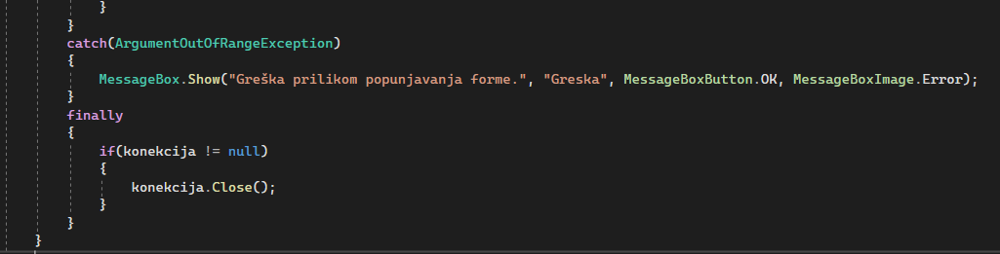 }
}
catch(ArgumentOutOfRangeException)
{
MessageBox.Show("Greška prilikom popunjavanja forme.", "Greska", MessageBoxButton.OK, MessageBoxImage.Error);
}
finally
{
if(konekcija != null)
{
konekcija.Close();
}
}
}